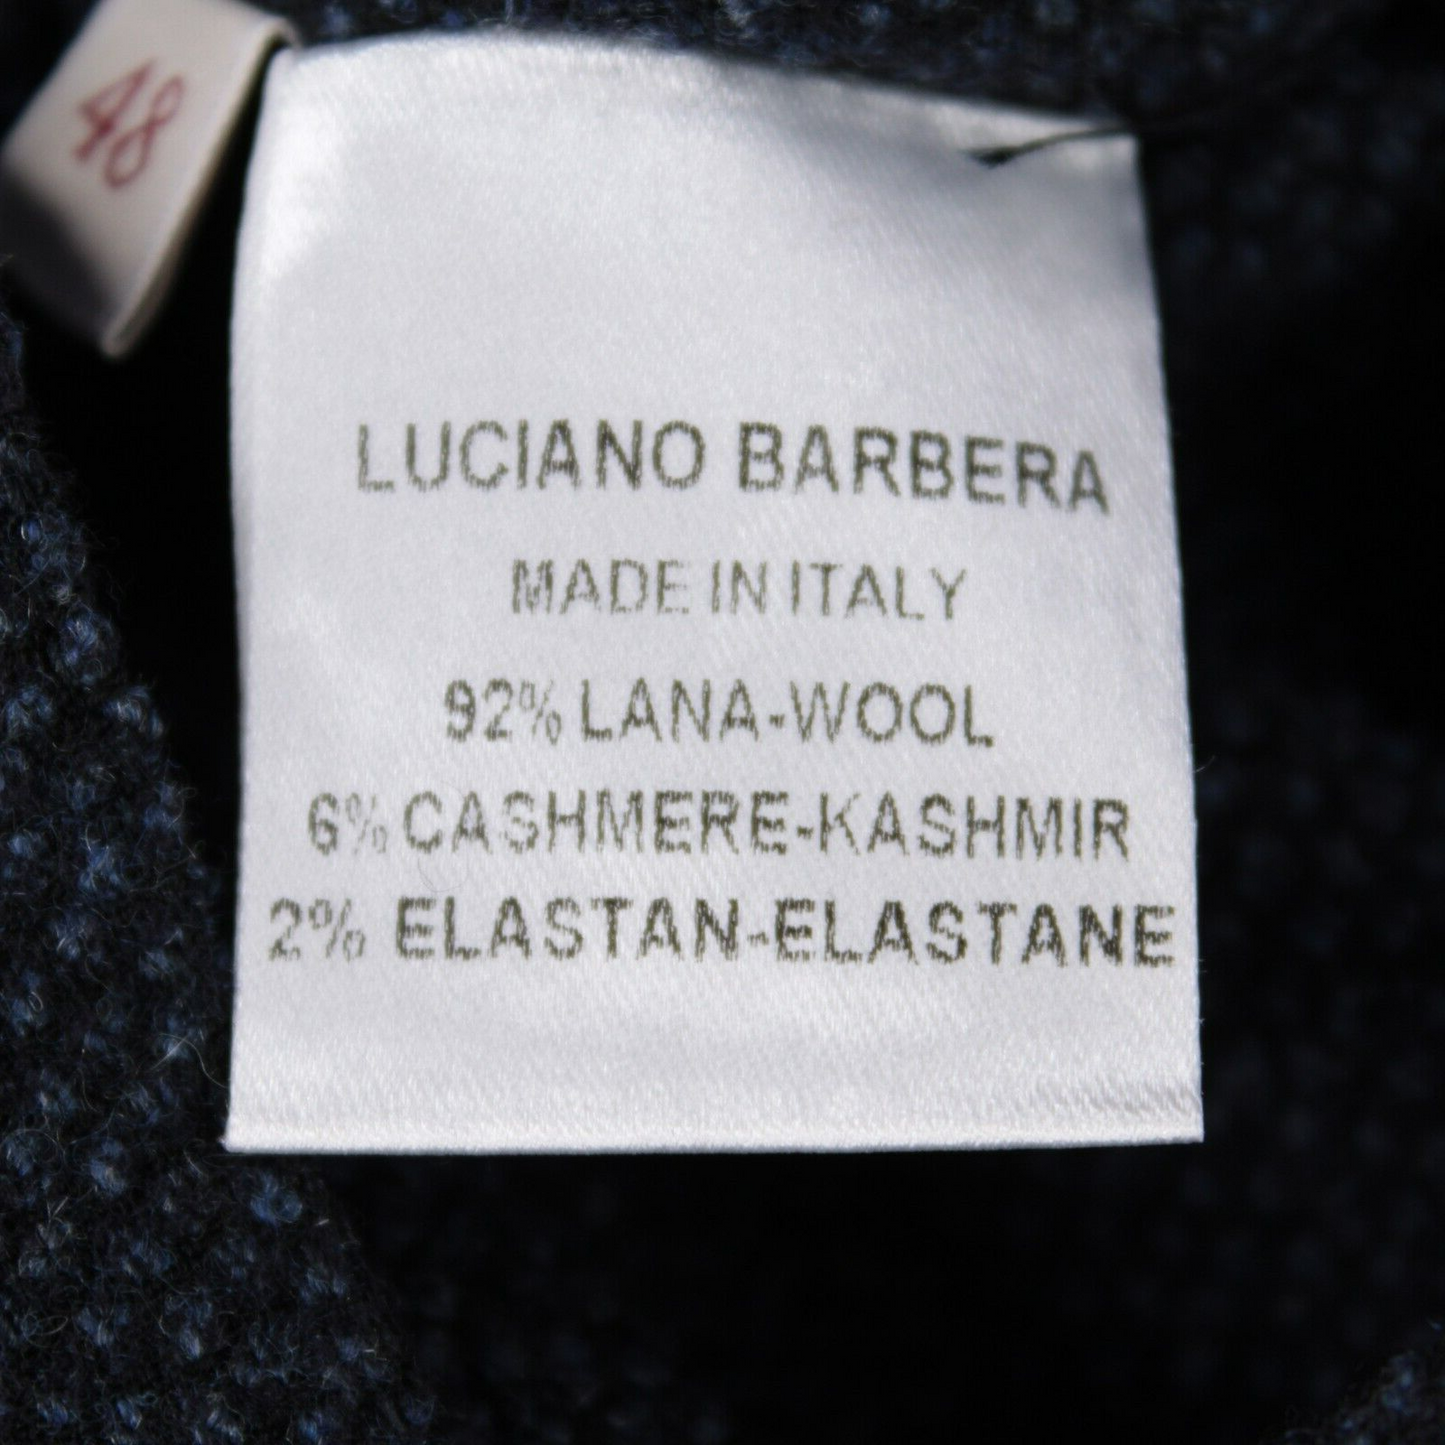 48
LUCIANO BARBERA
MADE IN ITALY
92% LANA-WOOL
6% CASHMERE-KASHMIR
2% ELASTAN-ELASTANE